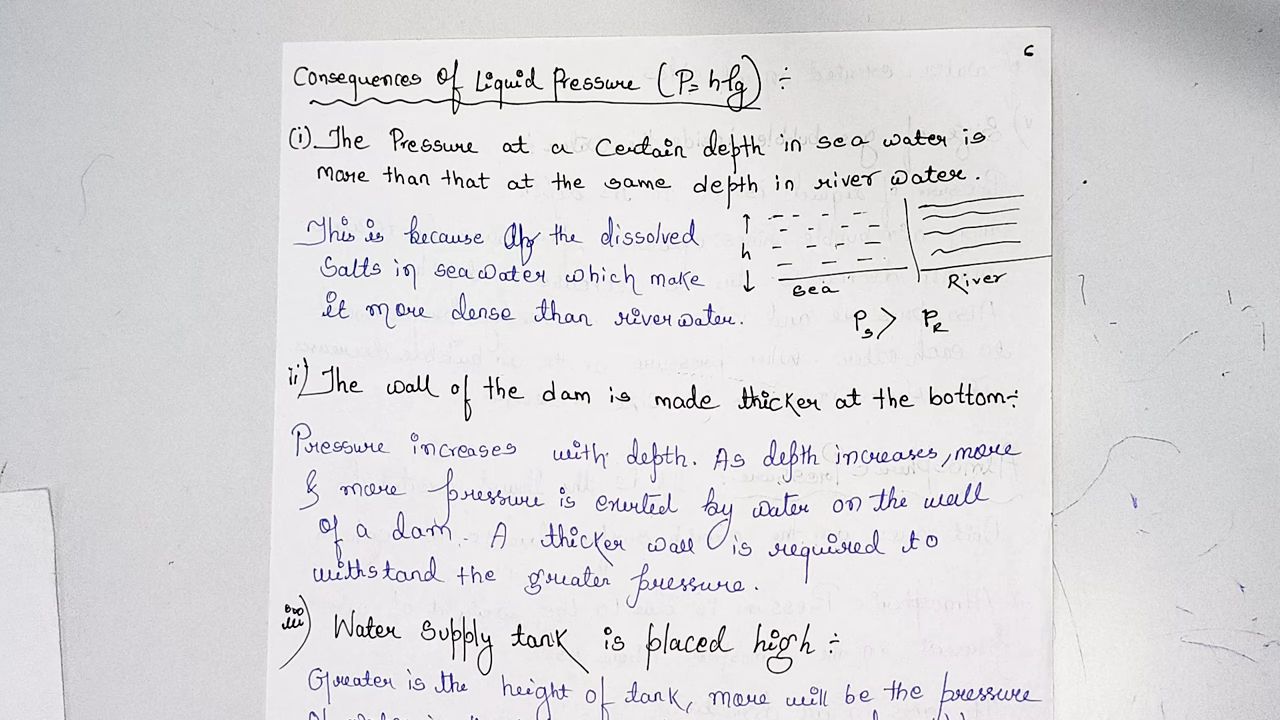 6
Consequences Of Liquid Pressure (P= hρg) ÷
(i) The Pressure at a Certain depth in sea water is
more than that at the same depth in river water.
This is because of the dissolved
Salts in sea water which make
it more dense than river water.
h
Sea
River
Ps > PR
ii) The wall of the dam is made thicker at the bottom÷
Pressure increases with depth. As depth increases, more
& more pressure is exerted by water on the wall
of a dam. A thicker wall is required to
withstand the greater pressure.
iii) Water Supply tank is placed high ÷
Greater is the height of tank, more will be the pressure